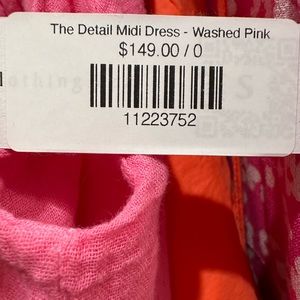 The Detail Midi Dress - Washed Pink
$149.00 / 0
11223752